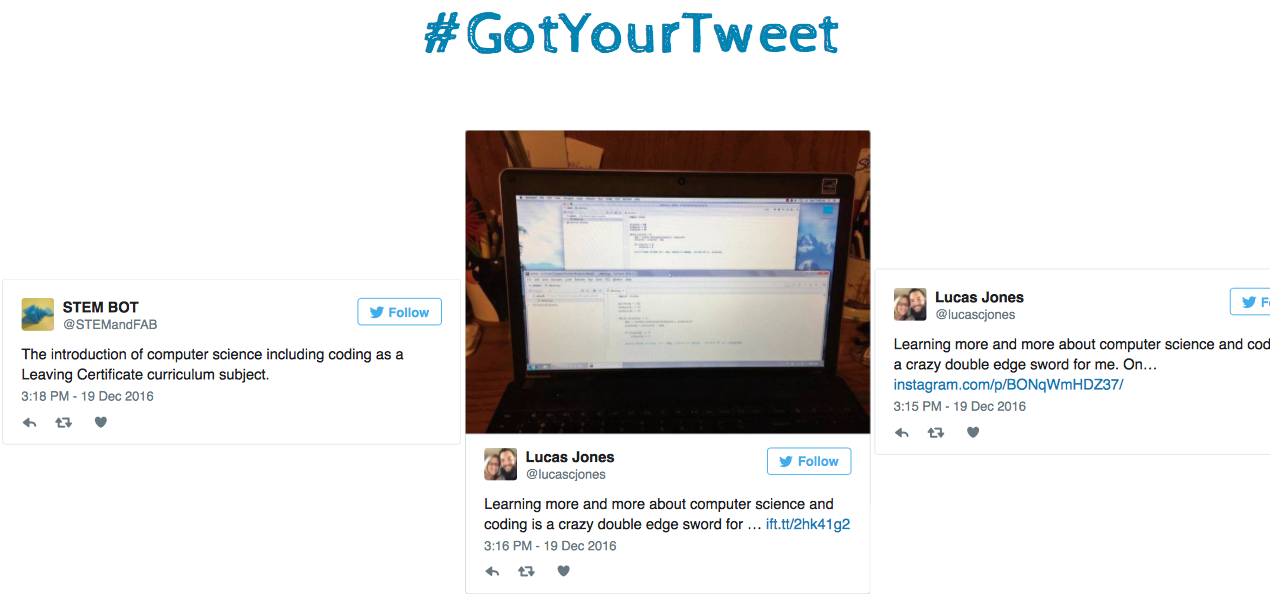 #GotYourTweet
STEM BOT
@STEMandFAB
Follow
The introduction of computer science including coding as a
Leaving Certificate curriculum subject.
3:18 PM - 19 Dec 2016
Lucas Jones
@lucascjones
Follow
Learning more and more about computer science and
coding is a crazy double edge sword for … ift.tt/2hk41g2
3:16 PM - 19 Dec 2016
Lucas Jones
@lucascjones
F
Learning more and more about computer science and cod
a crazy double edge sword for me. On…
instagram.com/p/BONqWmHDZ37/
3:15 PM - 19 Dec 2016